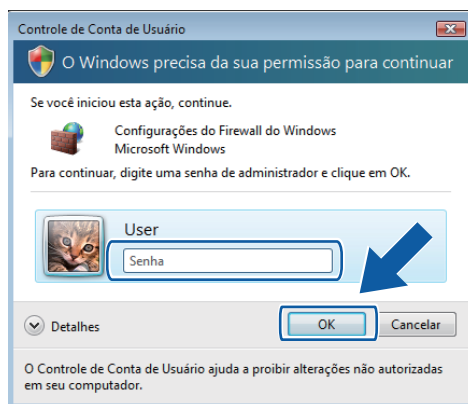 Controle de Conta de Usuário
O Windows precisa da sua permissão para continuar
Se você iniciou esta ação, continue.
Configurações do Firewall do Windows
Microsoft Windows
Para continuar, digite uma senha de administrador e clique em OK.
User
Senha
Detalhes
OK
Cancelar
O Controle de Conta de Usuário ajuda a proibir alterações não autorizadas
em seu computador.